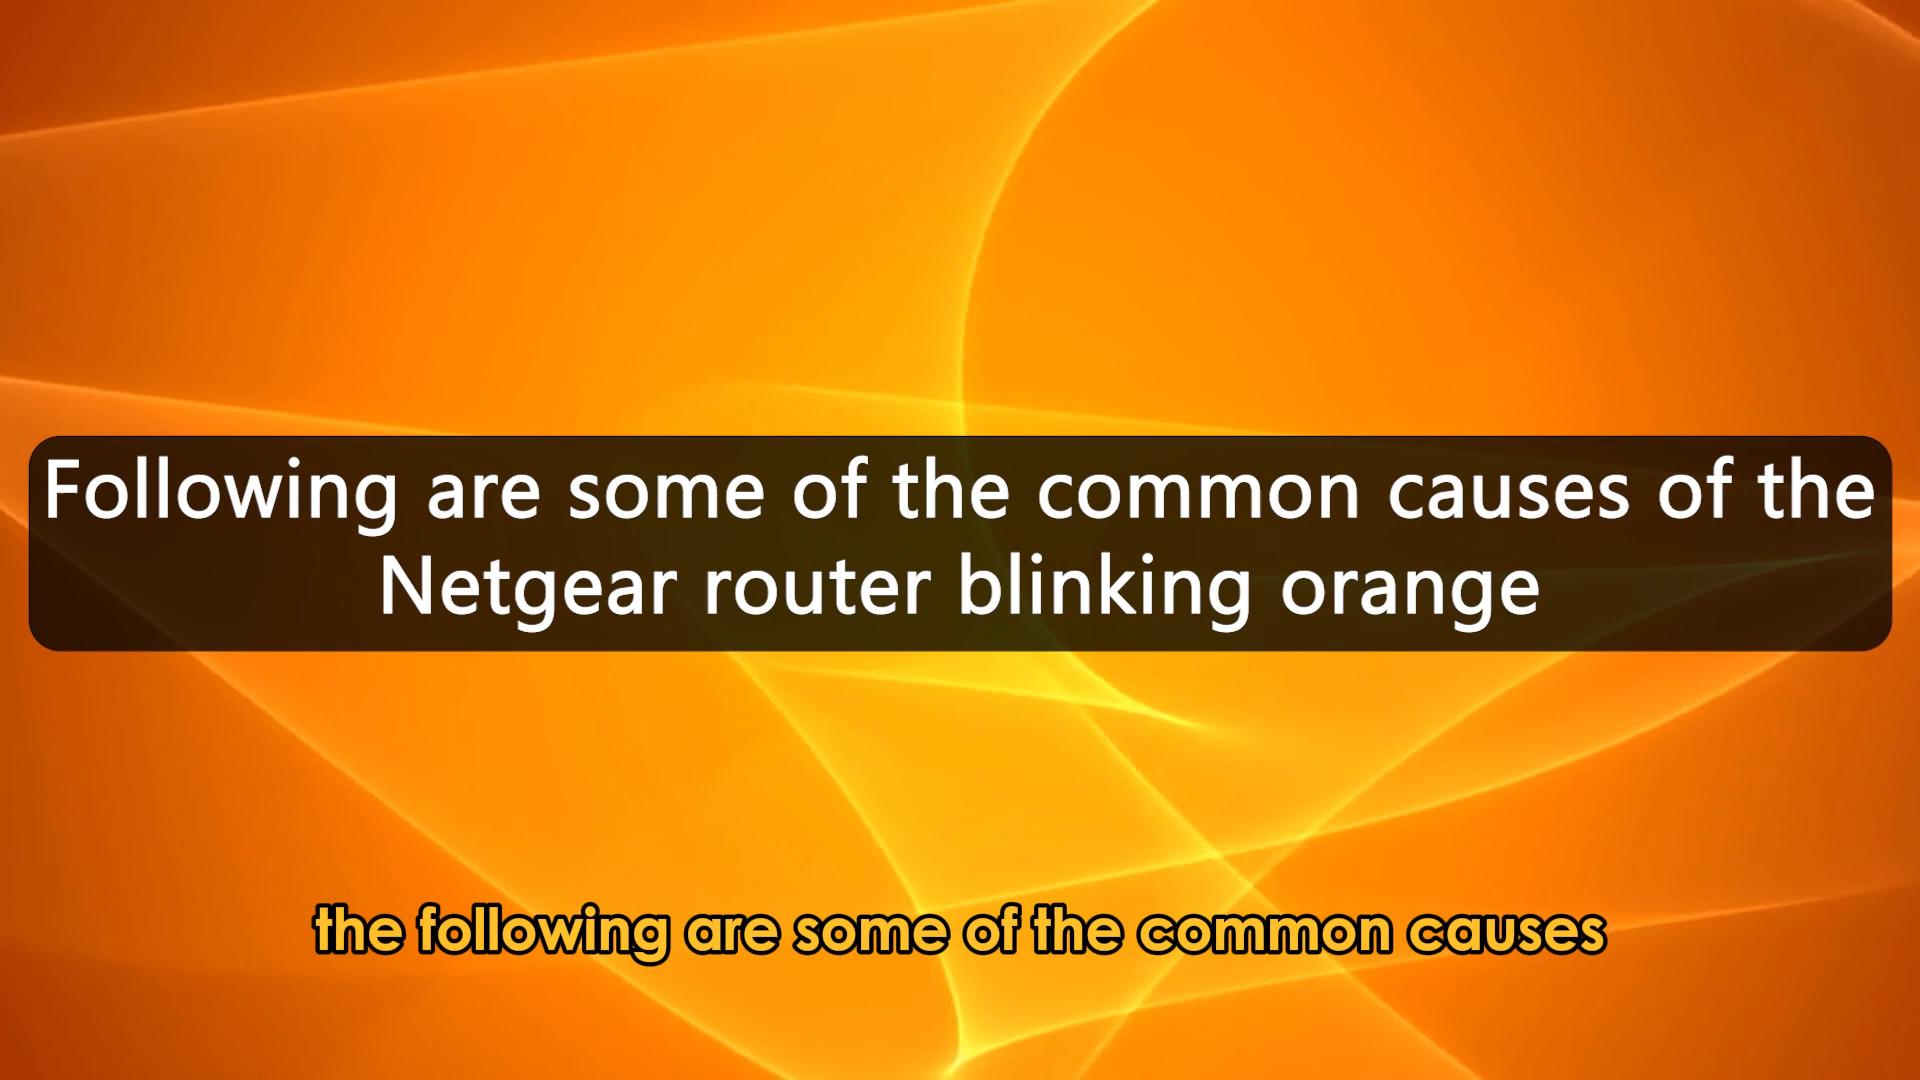 Following are some of the common causes of the
Netgear router blinking orange
the following are some of the common causes